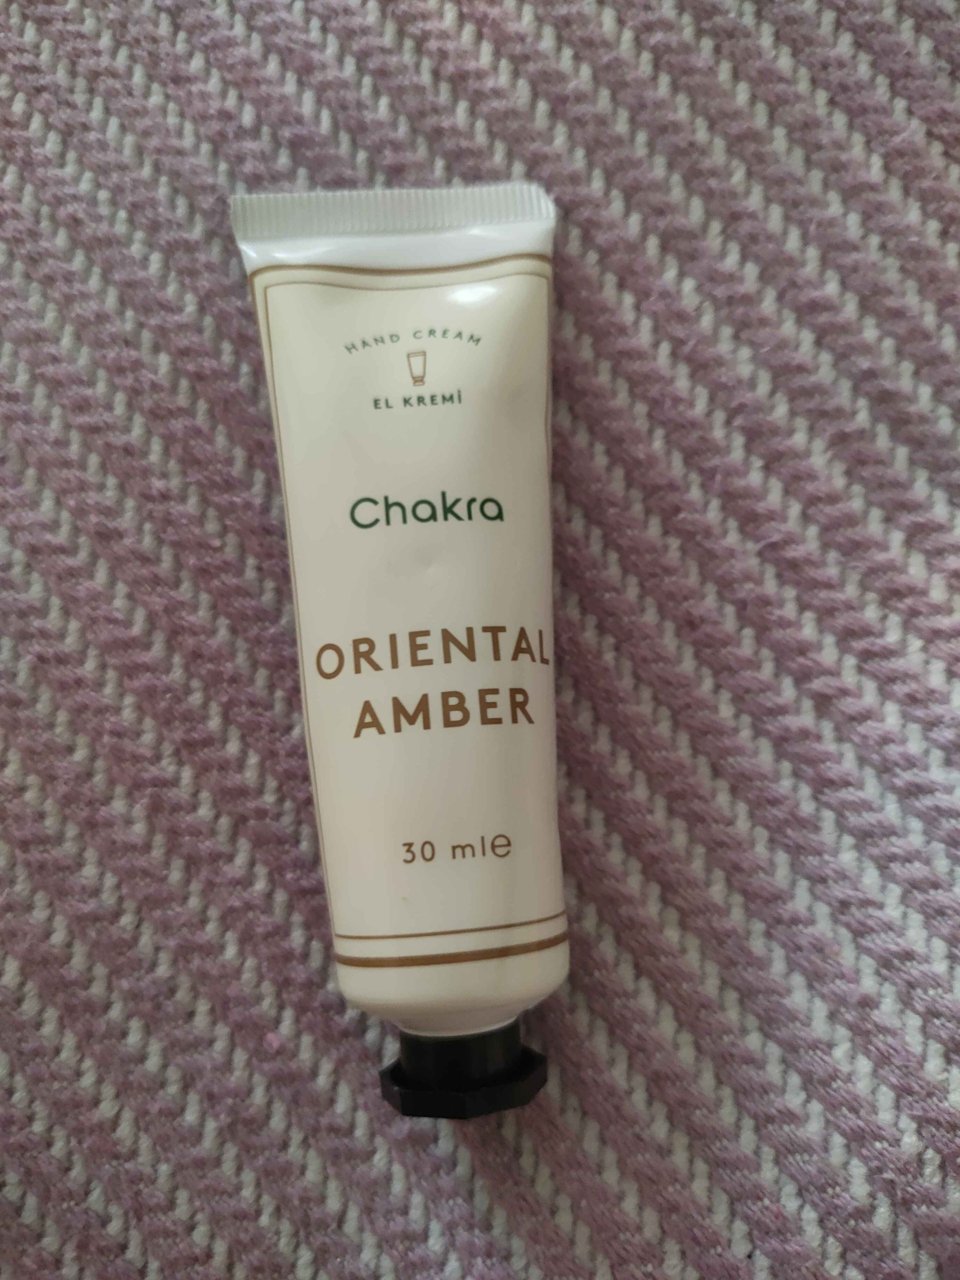 HAND CREAM
EL KREMİ
Chakra
ORIENTAL
AMBER
30 ml℮